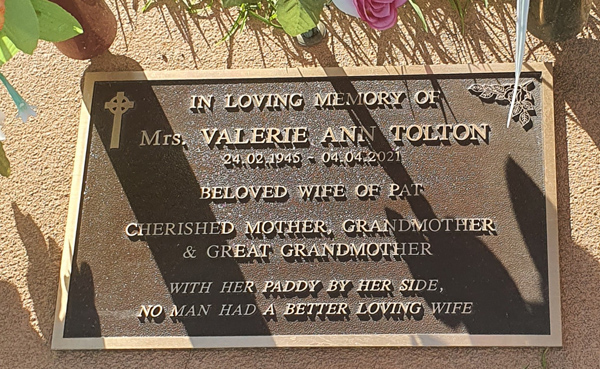 IN LOVING MEMORY OF
Mrs. VALERIE ANN TOLTON
24.02.1945 - 04.04.2021
BELOVED WIFE OF PAT
CHERISHED MOTHER, GRANDMOTHER
& GREAT GRANDMOTHER
WITH HER PADDY BY HER SIDE,
NO MAN HAD A BETTER LOVING WIFE